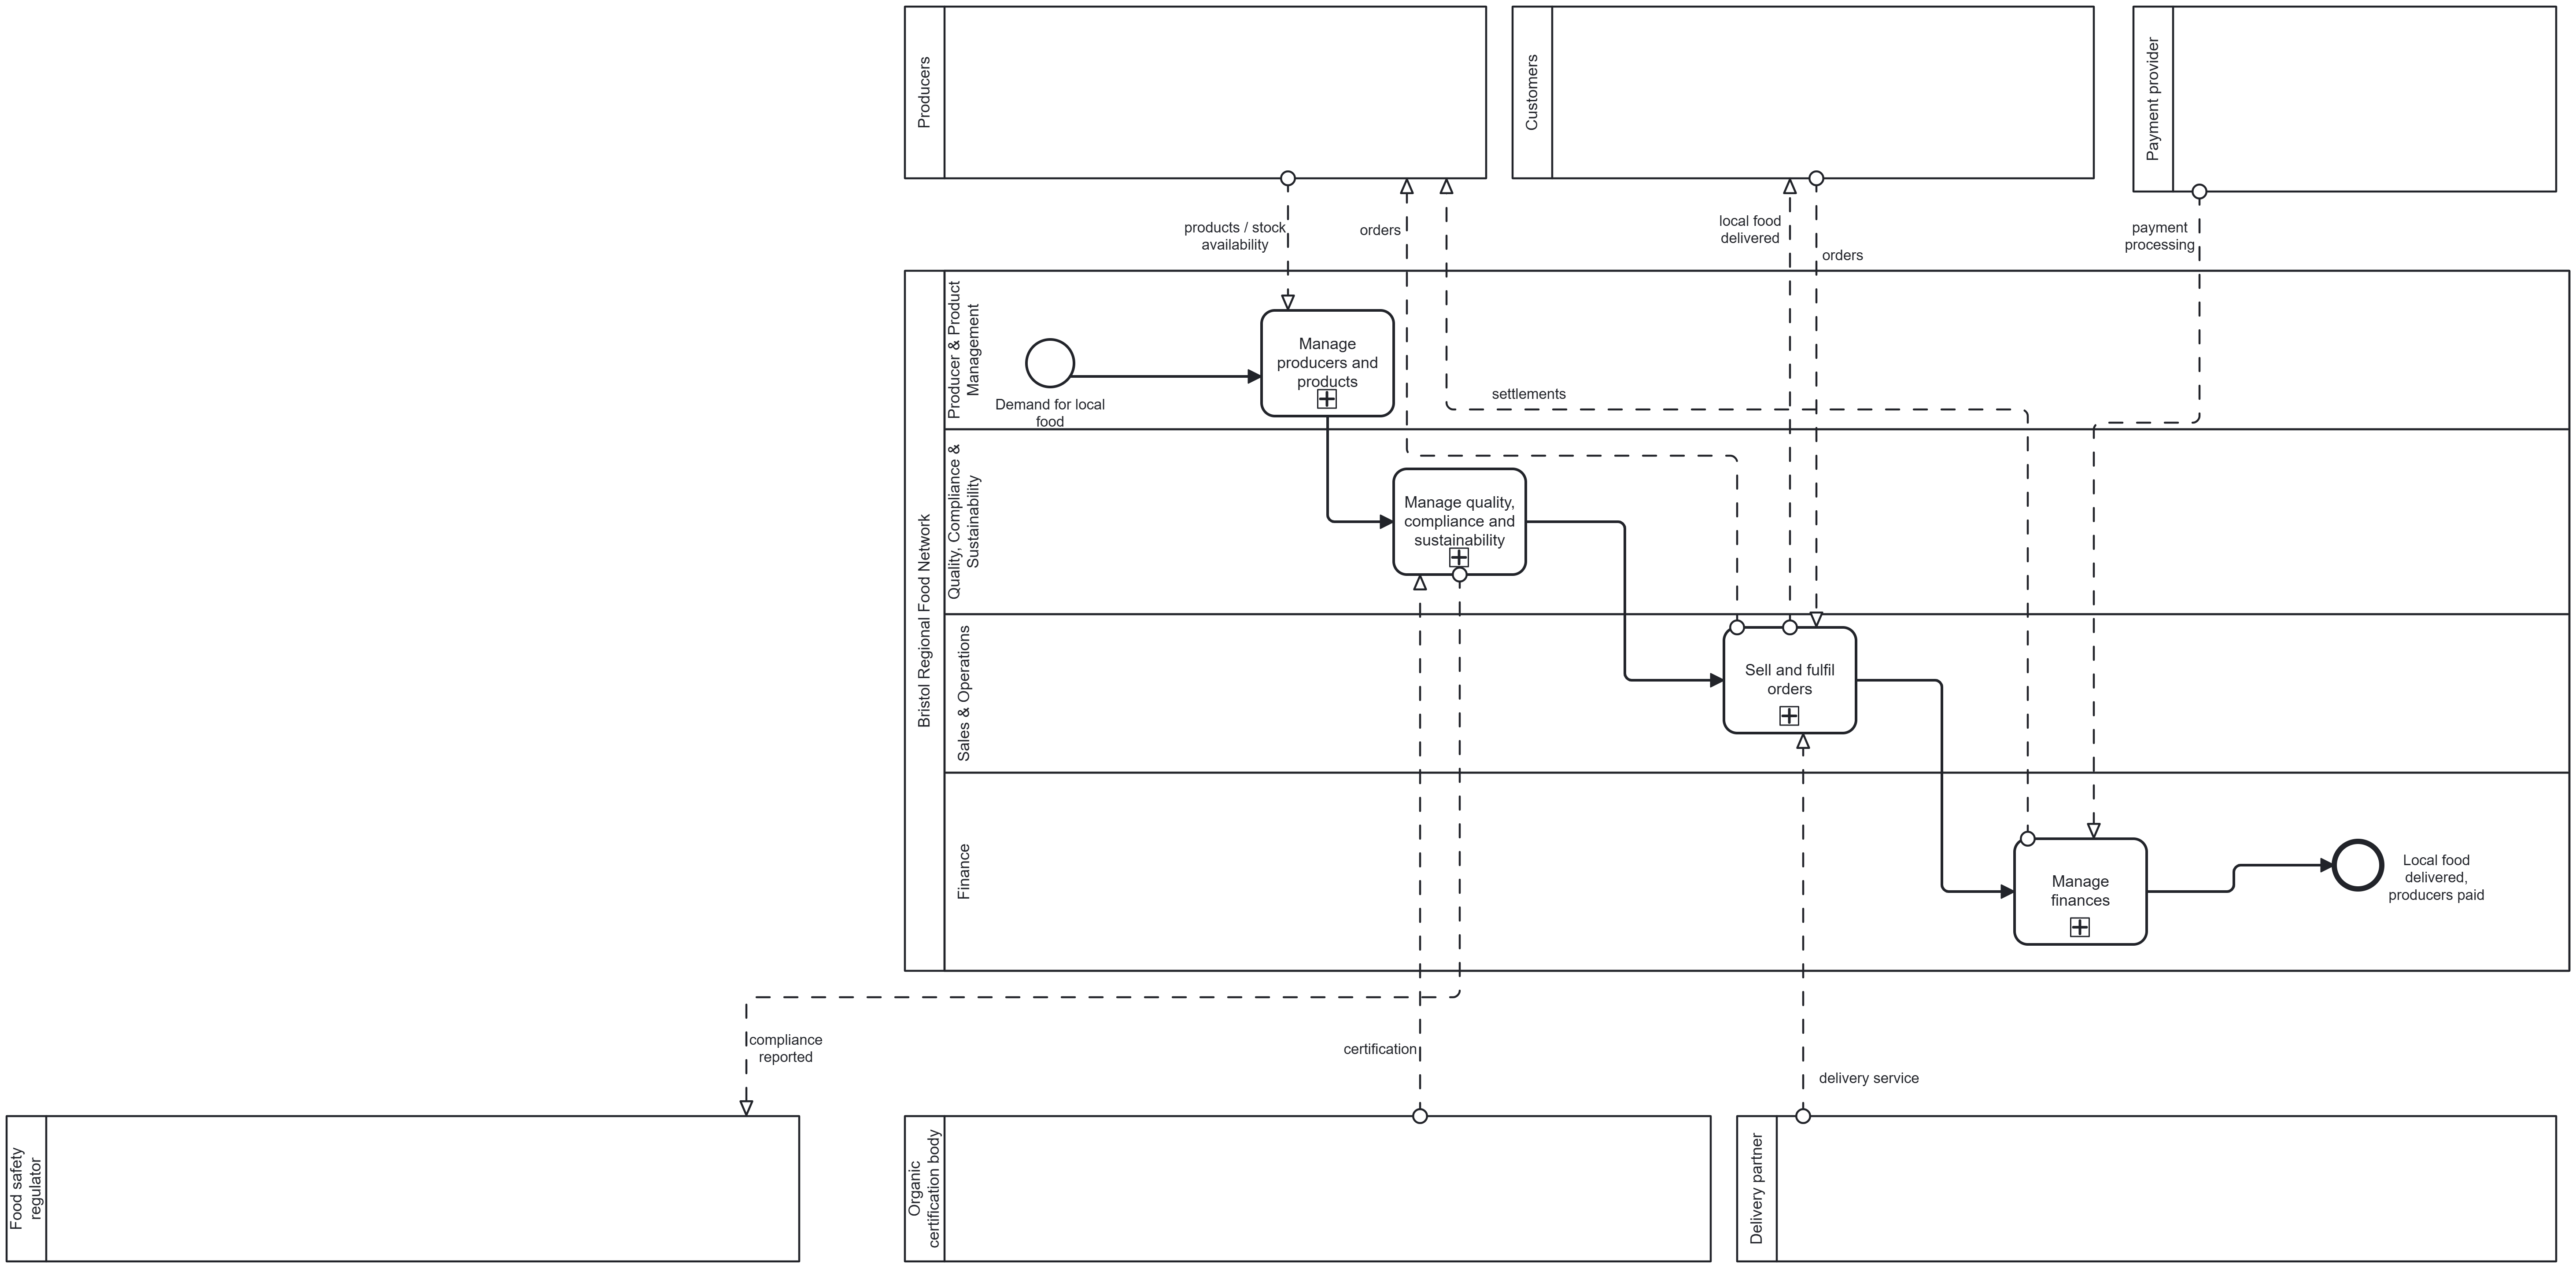 Producers
Customers
Payment provider
products / stock
availability
orders
local food
delivered
orders
payment
processing
Bristol Regional Food Network
Producer & Product
Management
Demand for local
food
Manage
producers and
products
settlements
Quality, Compliance &
Sustainability
Manage quality,
compliance and
sustainability
Sales & Operations
Sell and fulfil
orders
Finance
Manage
finances
Local food
delivered,
producers paid
compliance
reported
certification
delivery service
Food safety
regulator
Organic
certification body
Delivery partner